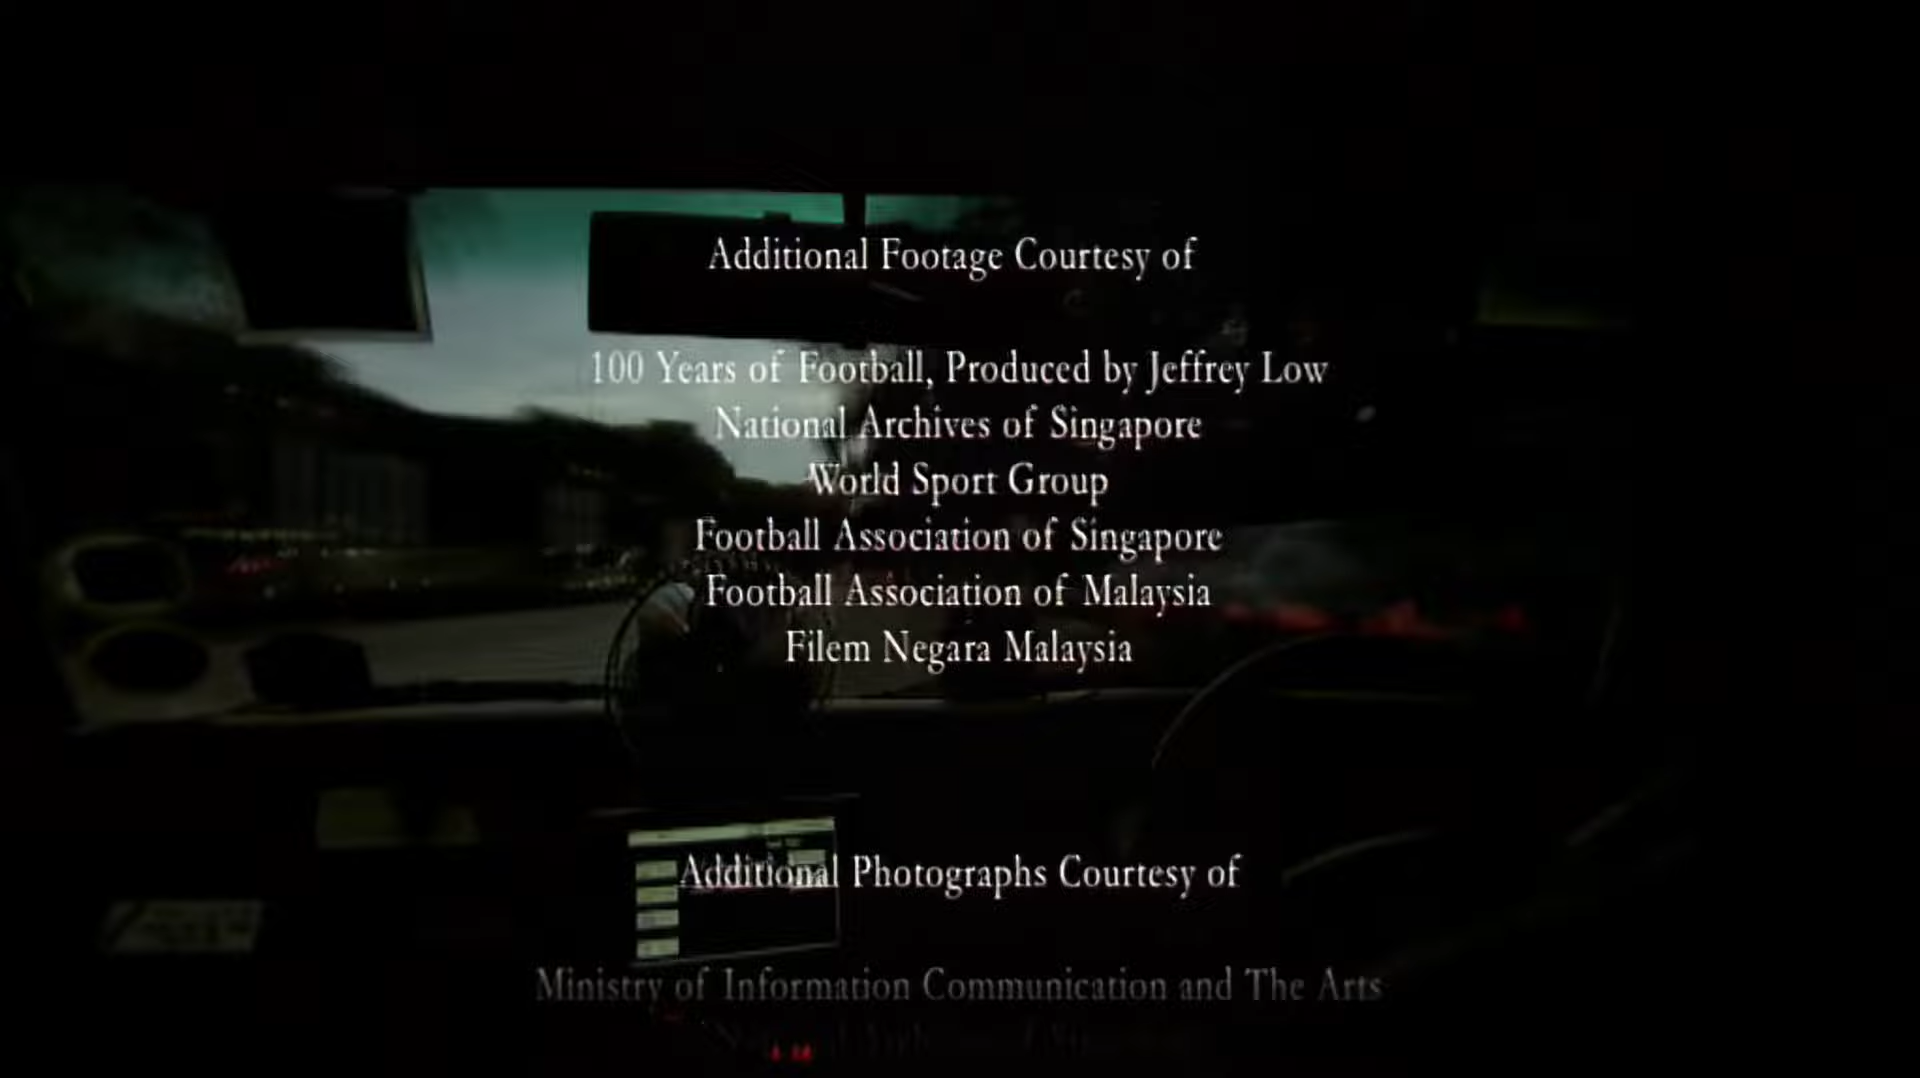 Additional Footage Courtesy of
100 Years of Football, Produced by Jeffrey Low
National Archives of Singapore
World Sport Group
Football Association of Singapore
Football Association of Malaysia
Filem Negara Malaysia
Additional Photographs Courtesy of
Ministry of Information Communication and The Arts